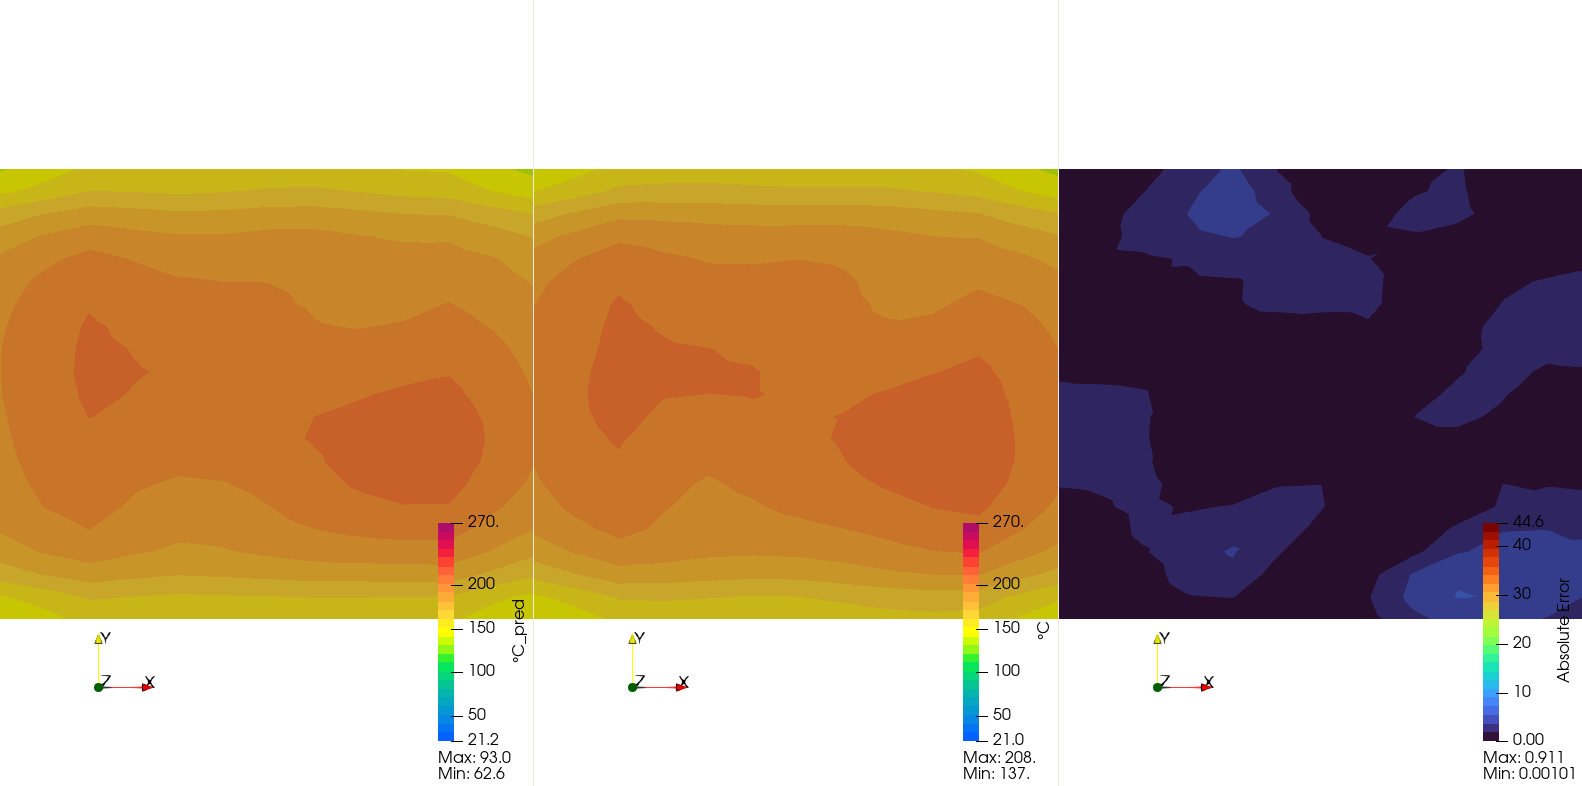 270.
200
150
100
50
21.2
°C_pred
Max: 93.0
Min: 62.6
Y
Z
X
270.
200
150
100
50
21.0
°C
Max: 208.
Min: 137.
Y
Z
X
44.6
40
30
20
10
0.00
Absolute Error
Max: 0.911
Min: 0.00101
Y
Z
X